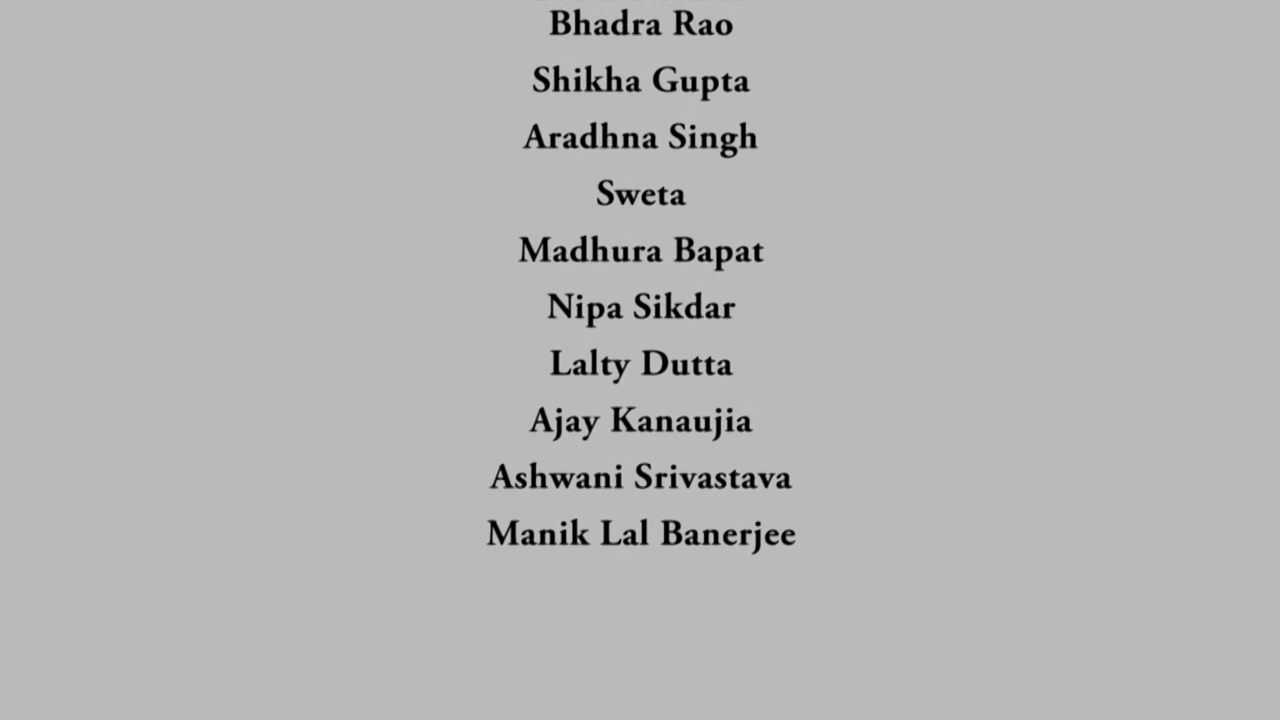 Bhadra Rao
Shikha Gupta
Aradhna Singh
Sweta
Madhura Bapat
Nipa Sikdar
Lalty Dutta
Ajay Kanaujia
Ashwani Srivastava
Manik Lal Banerjee